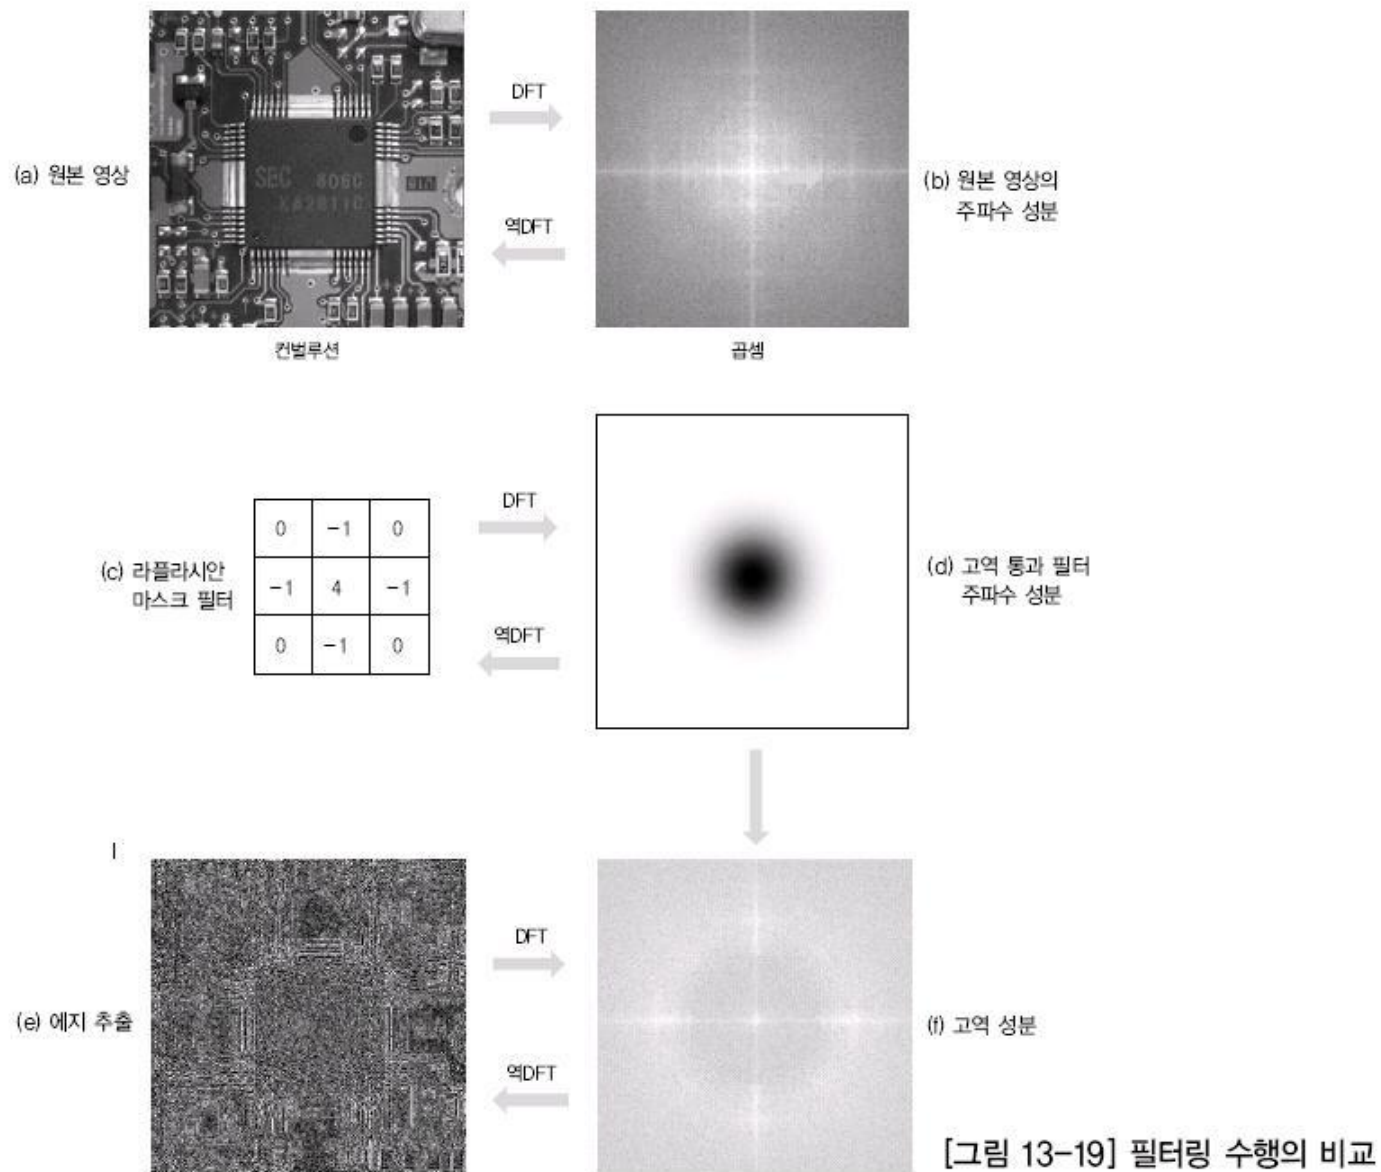 DFT
(a) 원본 영상
SEC 806C
KA2811C
(b) 원본 영상의
주파수 성분
역DFT
컨벌루션
곱셈
DFT
0 -1 0
(c) 라플라시안
마스크 필터
-1 4 -1
0 -1 0
(d) 고역 통과 필터
주파수 성분
역DFT
DFT
(e) 에지 추출
(f) 고역 성분
역DFT
[그림 13-19] 필터링 수행의 비교